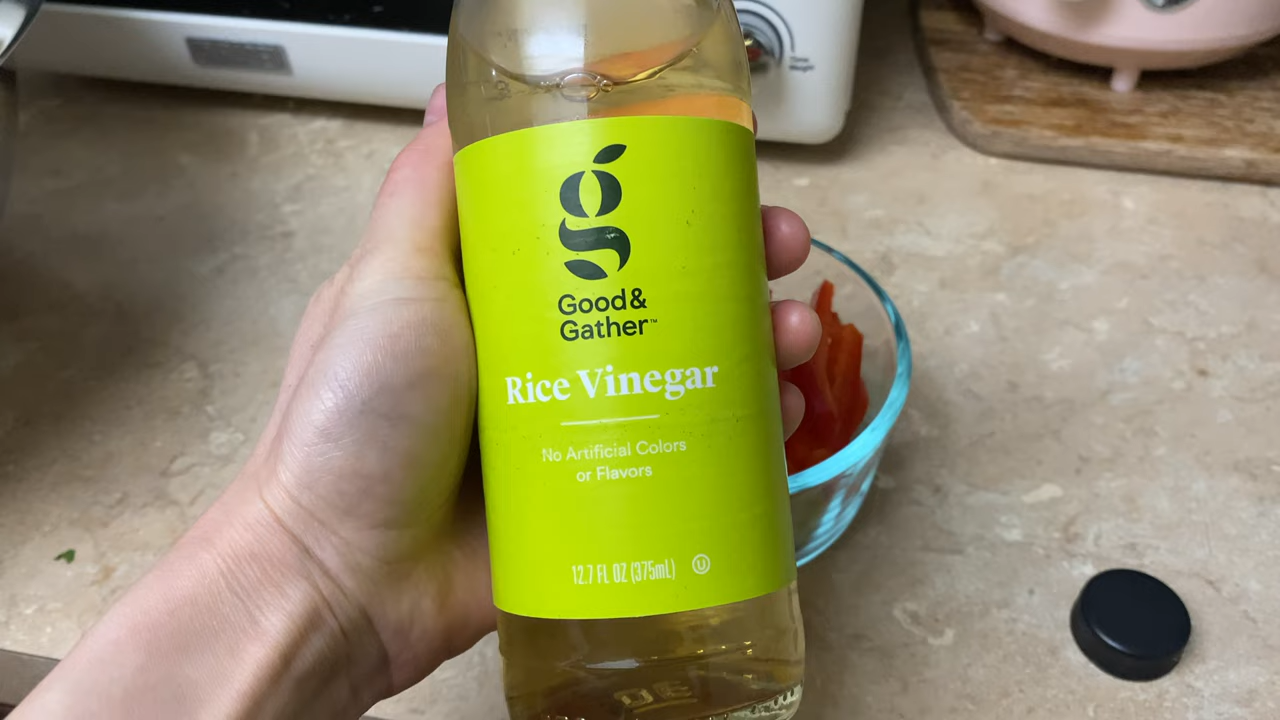 Good&
Gather™
Rice Vinegar
No Artificial Colors
or Flavors
12.7 FL OZ (375mL) Ⓤ